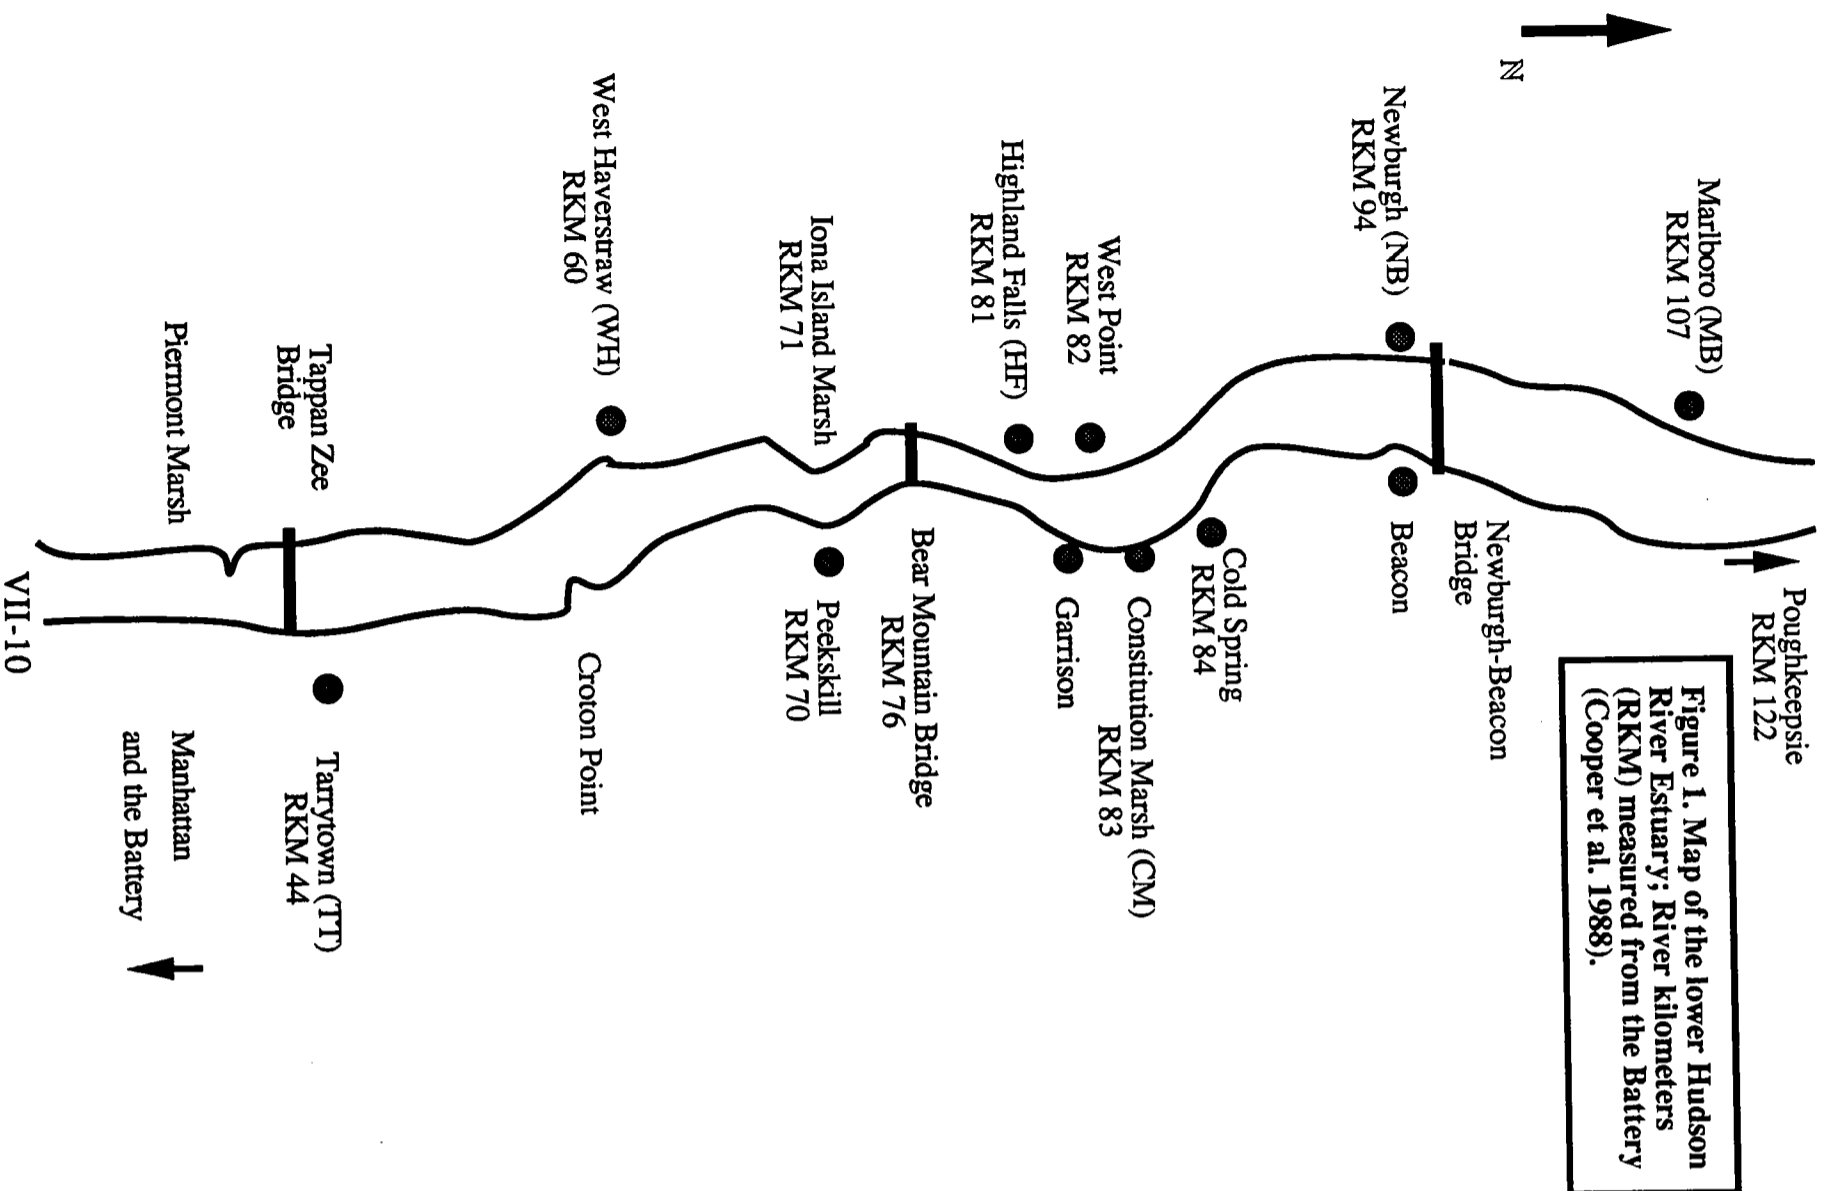 N
Marlboro (MB)
RKM 107
Poughkeepsie
RKM 122
Newburgh (NB)
RKM 94
Newburgh-Beacon
Bridge
Beacon
West Point
RKM 82
Cold Spring
RKM 84
Highland Falls (HF)
RKM 81
Constitution Marsh (CM)
RKM 83
Garrison
Bear Mountain Bridge
RKM 76
Iona Island Marsh
RKM 71
Peekskill
RKM 70
West Haverstraw (WH)
RKM 60
Croton Point
Tappan Zee
Bridge
Tarrytown (TT)
RKM 44
Piermont Marsh
Manhattan
and the Battery
Figure 1. Map of the lower Hudson
River Estuary; River kilometers
(RKM) measured from the Battery
(Cooper et al. 1988).
VII-10